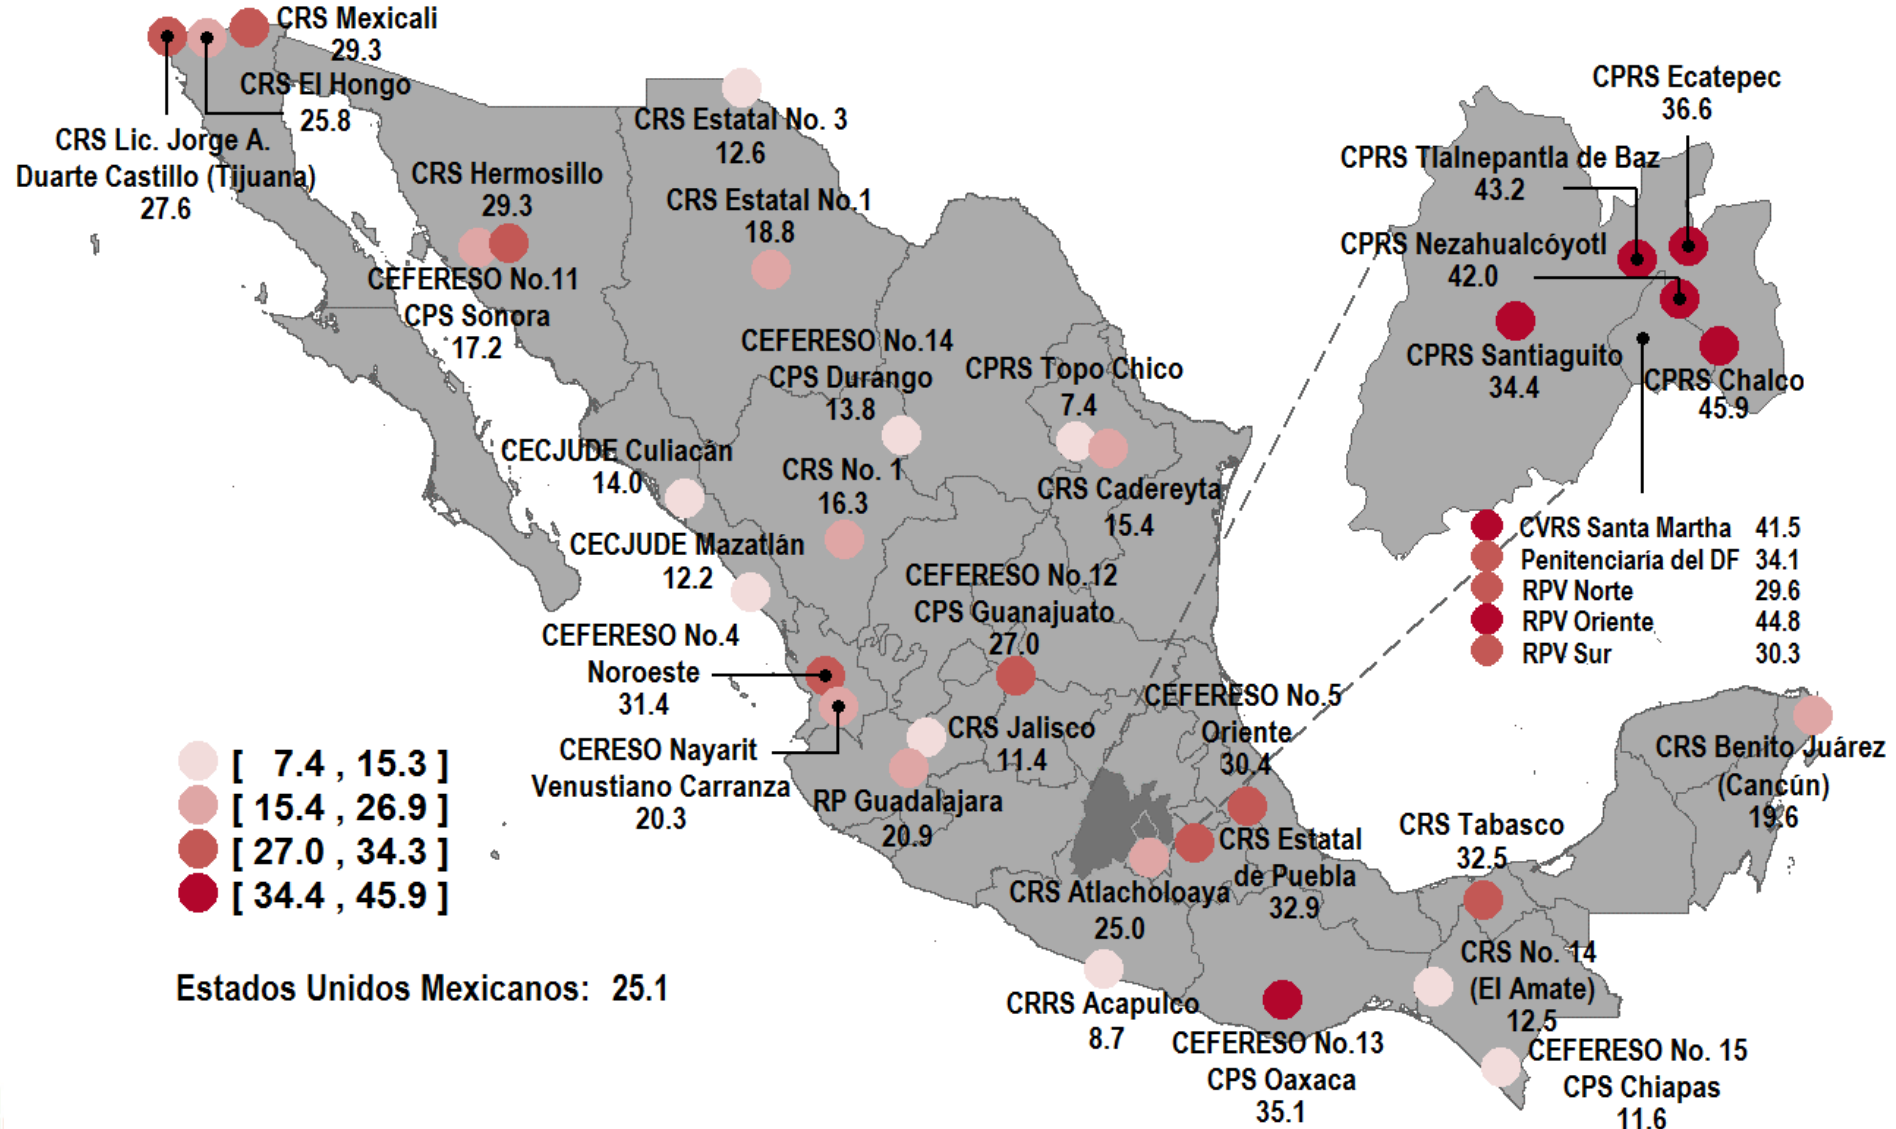 CRS Mexicali
29.3
CRS El Hongo
25.8
CRS Lic. Jorge A.
Duarte Castillo (Tijuana)
27.6
CRS Hermosillo
29.3
CEFERESO No.11
CPS Sonora
17.2
CRS Estatal No. 3
12.6
CRS Estatal No.1
18.8
CEFERESO No.14
CPS Durango
13.8
CPRS Topo Chico
7.4
CRS Cadereyta
15.4
CECJUDE Culiacán
14.0
CRS No. 1
16.3
CECJUDE Mazatlán
12.2
CEFERESO No.12
CPS Guanajuato
27.0
CEFERESO No.4
Noroeste
31.4
CERESO Nayarit
Venustiano Carranza
20.3
CRS Jalisco
11.4
RP Guadalajara
20.9
CEFERESO No.5
Oriente
30.4
CRS Estatal
de Puebla
32.9
CRS Atlacholoaya
25.0
CRRS Acapulco
8.7
CEFERESO No.13
CPS Oaxaca
35.1
CRS Tabasco
32.5
CRS No. 14
(El Amate)
12.5
CEFERESO No. 15
CPS Chiapas
11.6
CRS Benito Juárez
(Cancún)
19.6
CPRS Ecatepec
36.6
CPRS Tlalnepantla de Baz
43.2
CPRS Nezahualcóyotl
42.0
CPRS Santiaguito
34.4
CPRS Chalco
45.9
CVRS Santa Martha 41.5
Penitenciaría del DF 34.1
RPV Norte 29.6
RPV Oriente 44.8
RPV Sur 30.3
[ 7.4 , 15.3 ]
[ 15.4 , 26.9 ]
[ 27.0 , 34.3 ]
[ 34.4 , 45.9 ]
Estados Unidos Mexicanos: 25.1